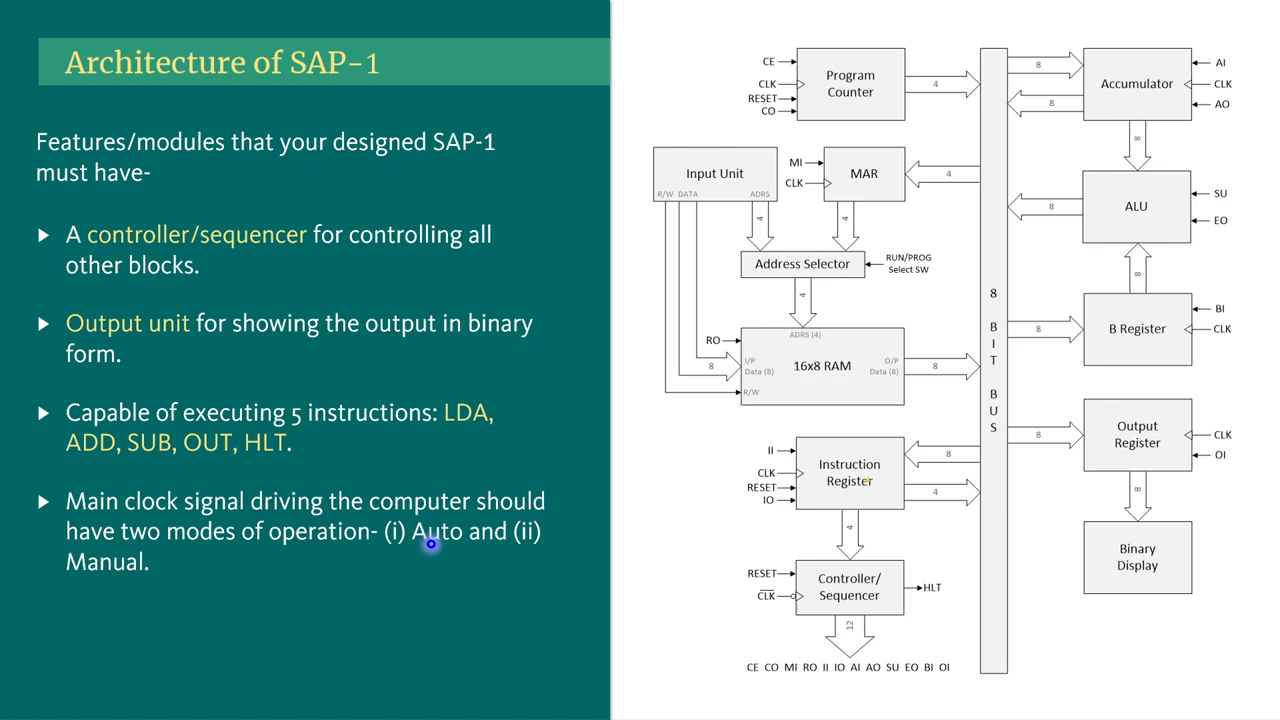 Architecture of SAP-1
Features/modules that your designed SAP-1
must have-
A controller/sequencer for controlling all
other blocks.
Output unit for showing the output in binary
form.
Capable of executing 5 instructions: LDA,
ADD, SUB, OUT, HLT.
Main clock signal driving the computer should
have two modes of operation- (i) Auto and (ii)
Manual.
CE
CLK
RESET
CO
Program
Counter
4
Input Unit
R/W DATA ADRS
MI
CLK
MAR
4
4
4
Address Selector
RUN/PROG
Select SW
4
RO
ADRS (4)
8
I/P
Data (8)
16x8 RAM
O/P
Data (8)
R/W
8
II
CLK
RESET
IO
Instruction
Register
8
4
4
RESET
C̅L̅K̅
Controller/
Sequencer
HLT
12
CE CO MI RO II IO AI AO SU EO BI OI
8
B
I
T
B
U
S
8
8
Accumulator
AI
CLK
AO
8
8
ALU
SU
EO
8
8
B Register
BI
CLK
8
Output
Register
CLK
OI
8
Binary
Display